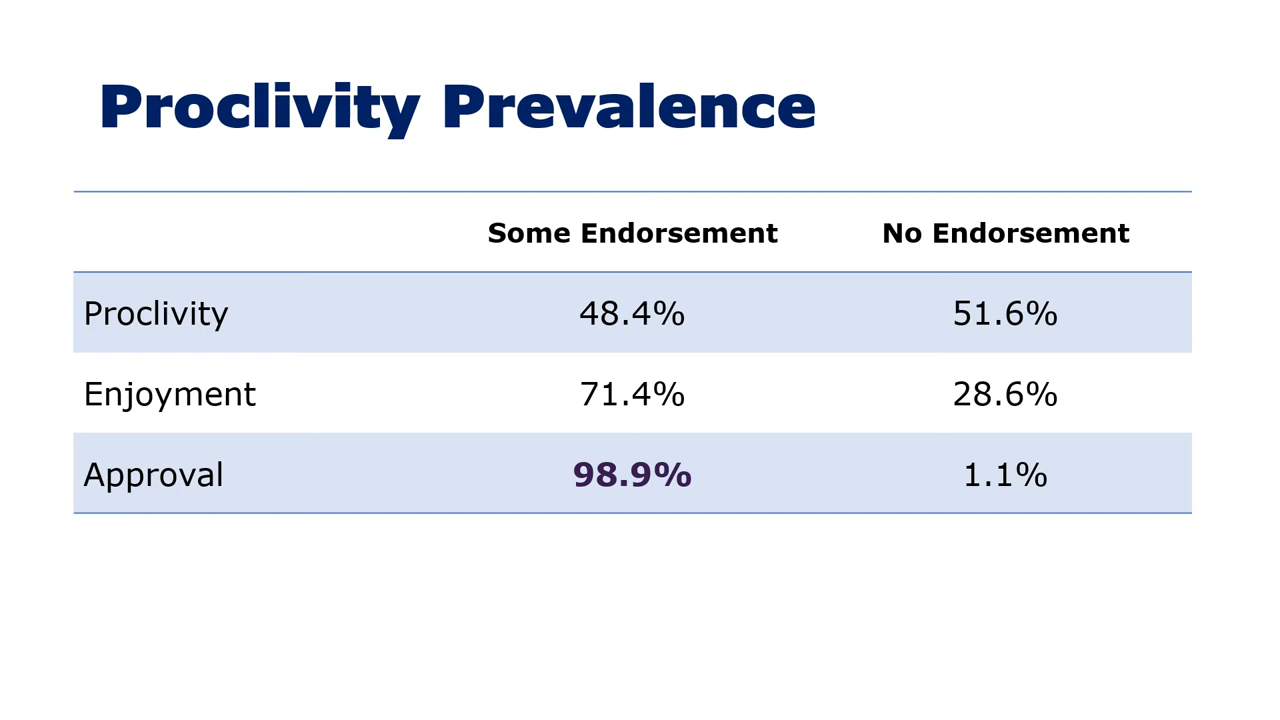 Proclivity Prevalence
Some Endorsement No Endorsement
Proclivity 48.4% 51.6%
Enjoyment 71.4% 28.6%
Approval 98.9% 1.1%